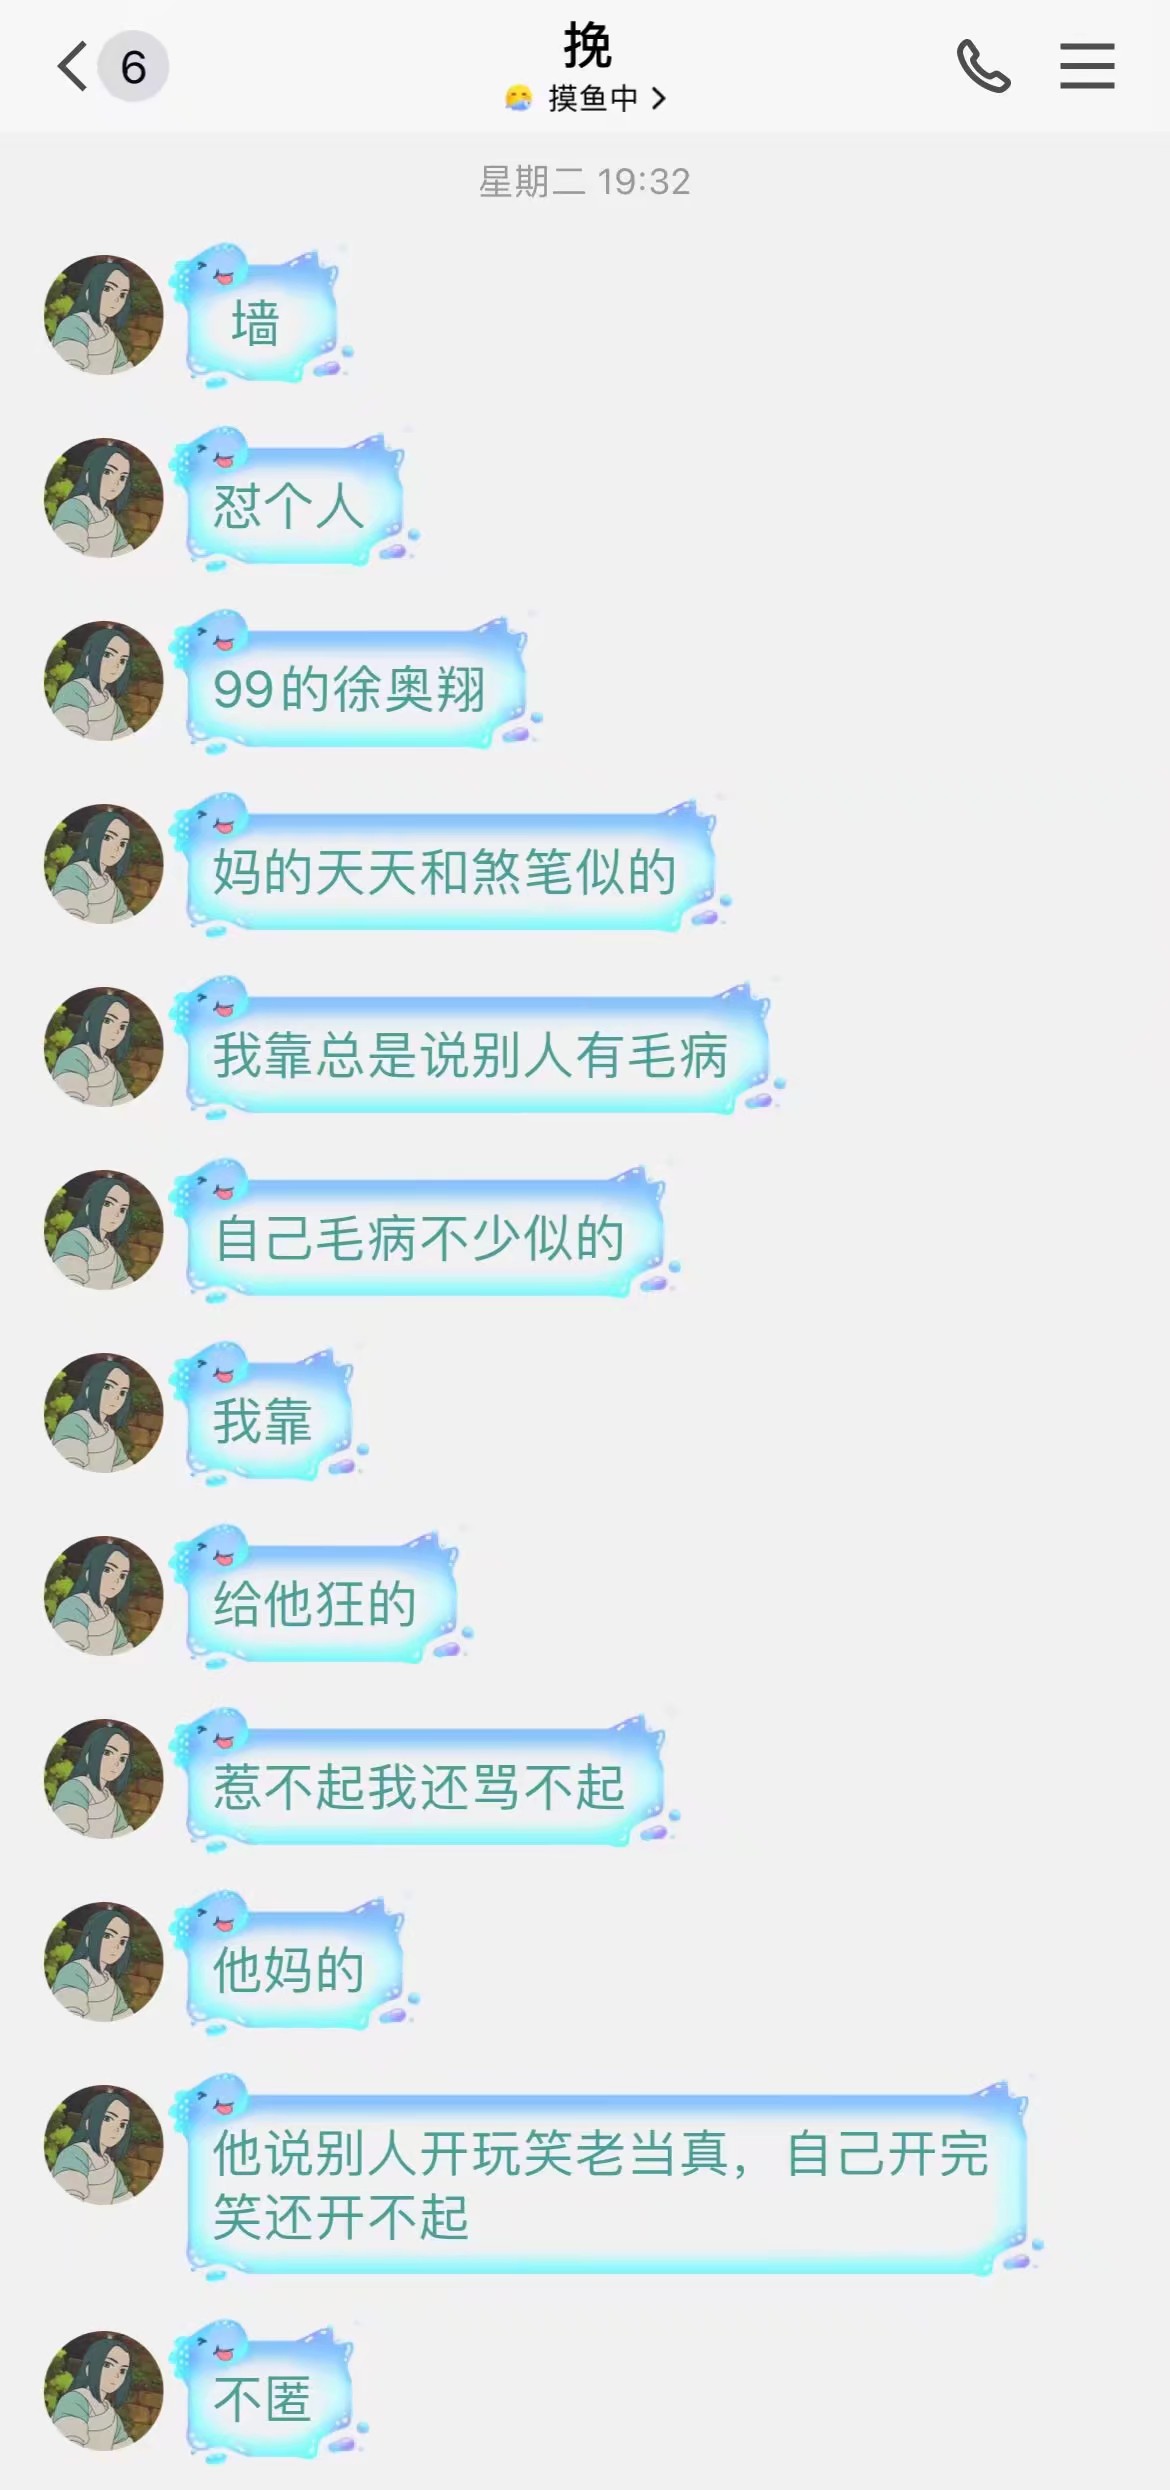 6
挽
摸鱼中
星期二 19:32
墙
怼个人
99的徐奥翔
妈的天天和煞笔似的
我靠总是说别人有毛病
自己毛病不少似的
我靠
给他狂的
惹不起我还骂不起
他妈的
他说别人开玩笑老当真，自己开完
笑还开不起
不匿